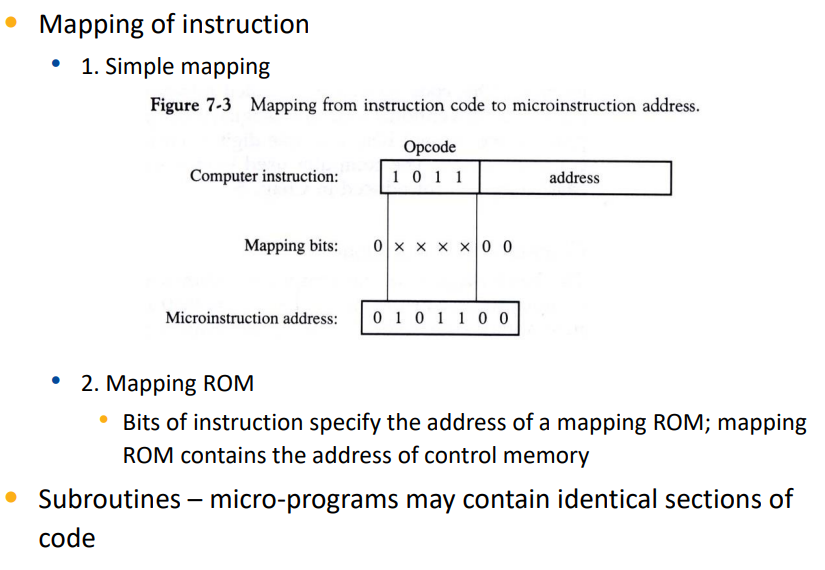 Mapping of instruction
1. Simple mapping
Figure 7-3 Mapping from instruction code to microinstruction address.
Opcode
Computer instruction: 1 0 1 1 address
Mapping bits: 0 × × × × 0 0
Microinstruction address: 0 1 0 1 1 0 0
2. Mapping ROM
Bits of instruction specify the address of a mapping ROM; mapping
ROM contains the address of control memory
Subroutines – micro-programs may contain identical sections of
code